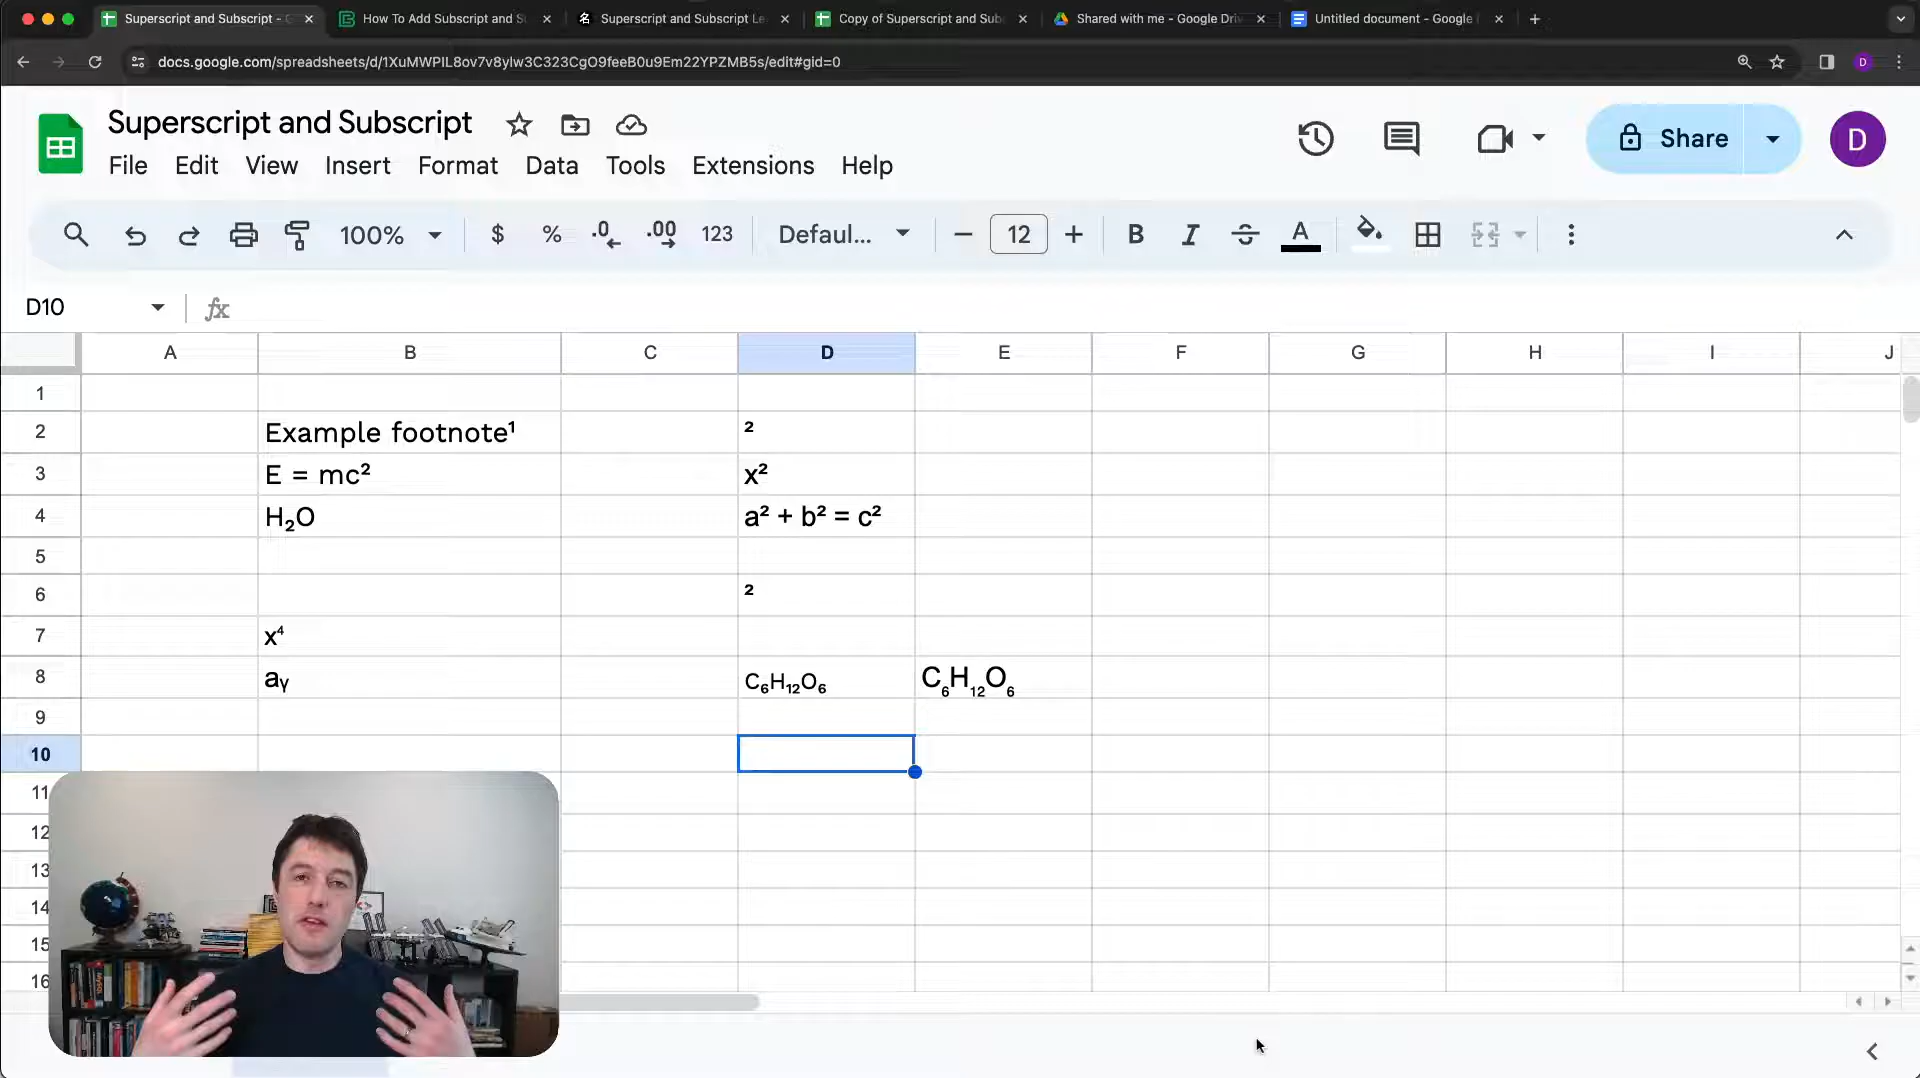 Superscript and Subscript - G
How To Add Subscript and S
Superscript and Subscript Le
Copy of Superscript and Sub
Shared with me - Google Driv
Untitled document - Google
docs.google.com/spreadsheets/d/1XuMWPIL8ov7v8ylw3C323CgO9feeB0u9Em22YPZMB5s/edit#gid=0
D
Superscript and Subscript
Share
D
File Edit View Insert Format Data Tools Extensions Help
100% $ % .0 .00 123 Defaul... 12 B I A
D10 fx
A B C D E F G H I J
1
2 Example footnote¹ ²
3 E = mc² x²
4 H₂O a² + b² = c²
5
6 ²
7 x⁴
8 aᵧ C₆H₁₂O₆ C₆H₁₂O₆
9
10
11
12
13
14
15
16